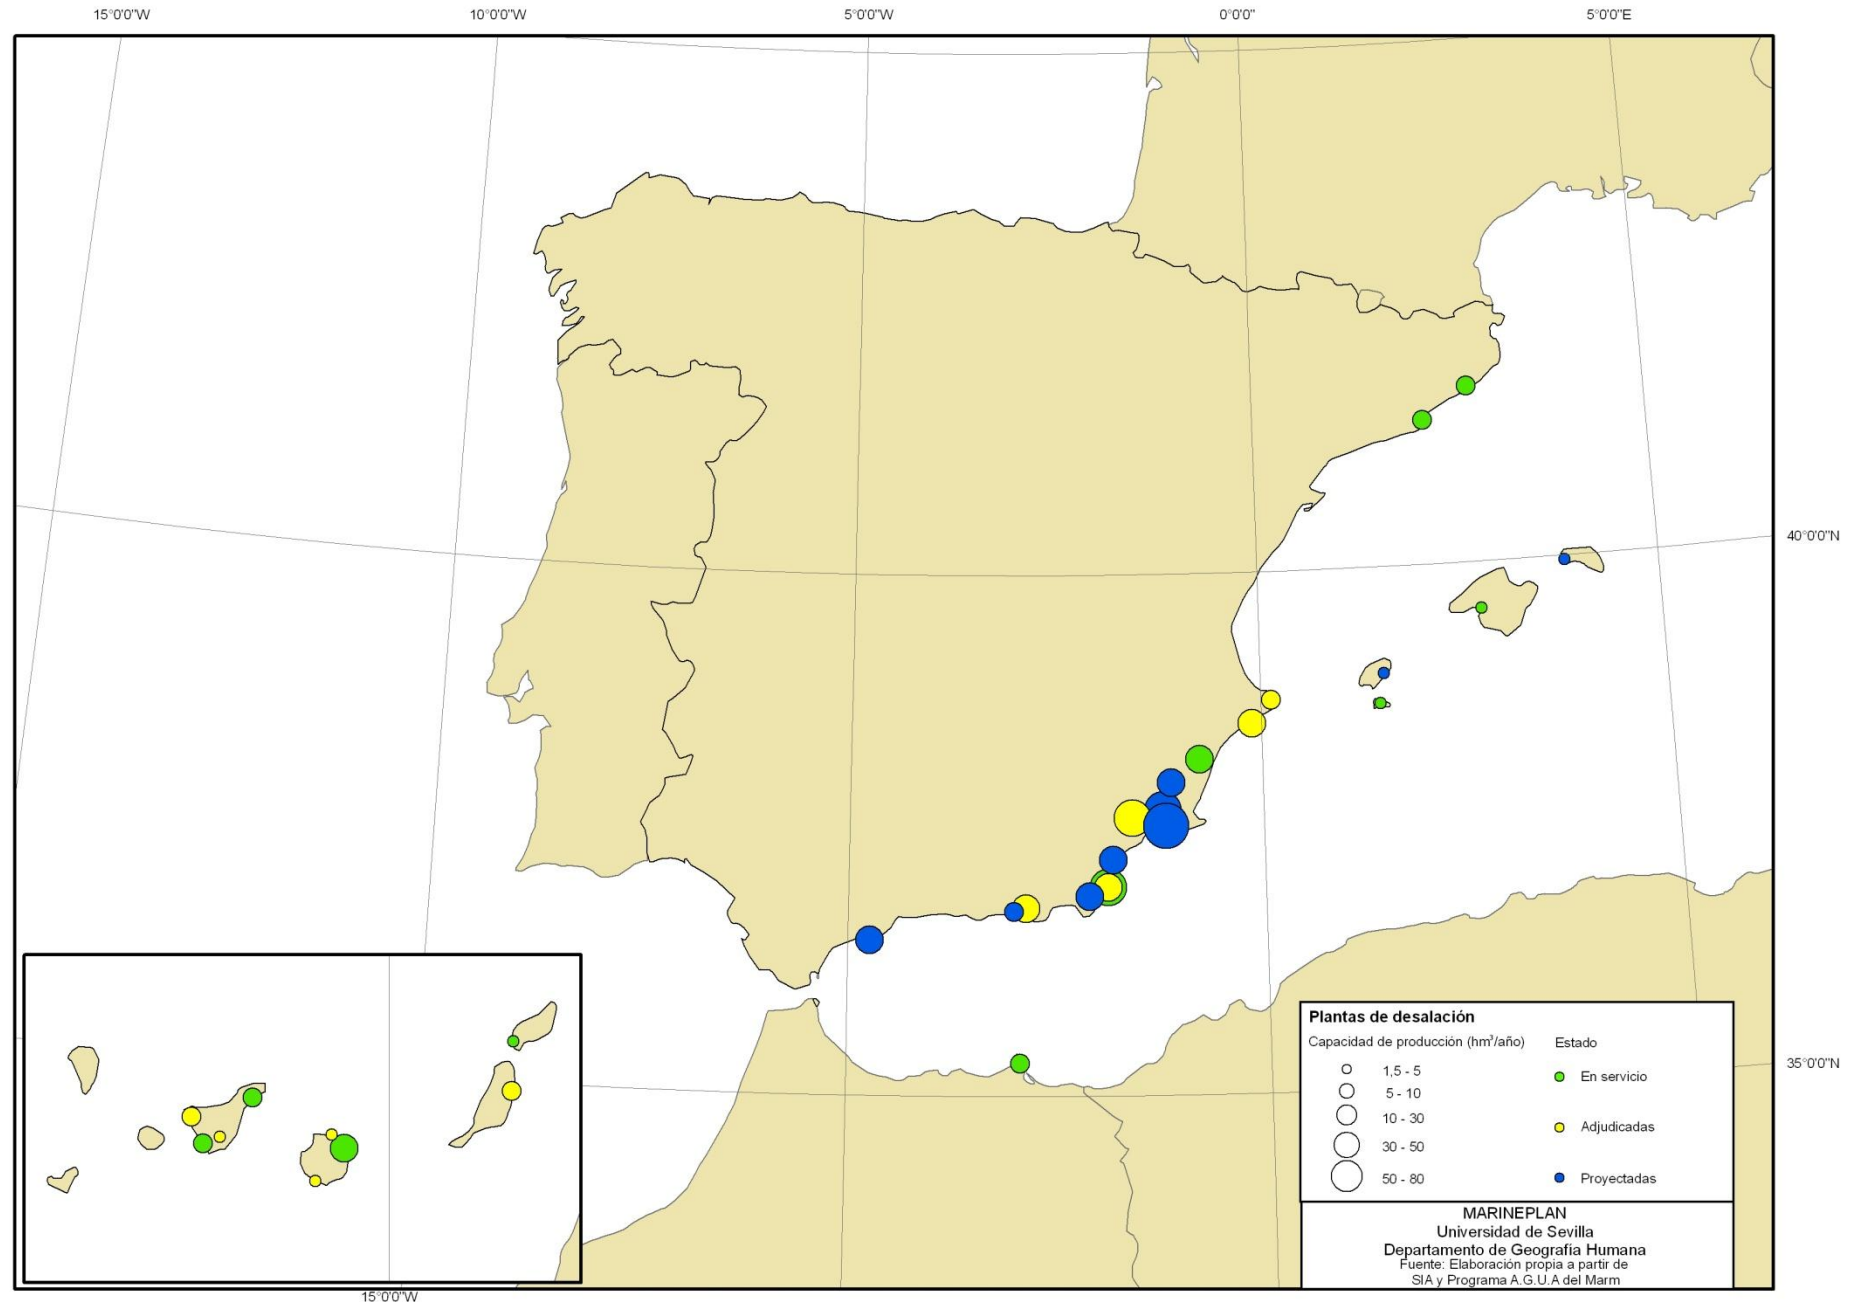 15°0'0"W
10°0'0"W
5°0'0"W
0°0'0"
5°0'0"E
40°0'0"N
35°0'0"N
15°0'0"W
Plantas de desalación
Capacidad de producción (hm³/año)
Estado
1,5 - 5
5 - 10
10 - 30
30 - 50
50 - 80
En servicio
Adjudicadas
Proyectadas
MARINEPLAN
Universidad de Sevilla
Departamento de Geografía Humana
Fuente: Elaboración propia a partir de
SIA y Programa A.G.U.A del Marm